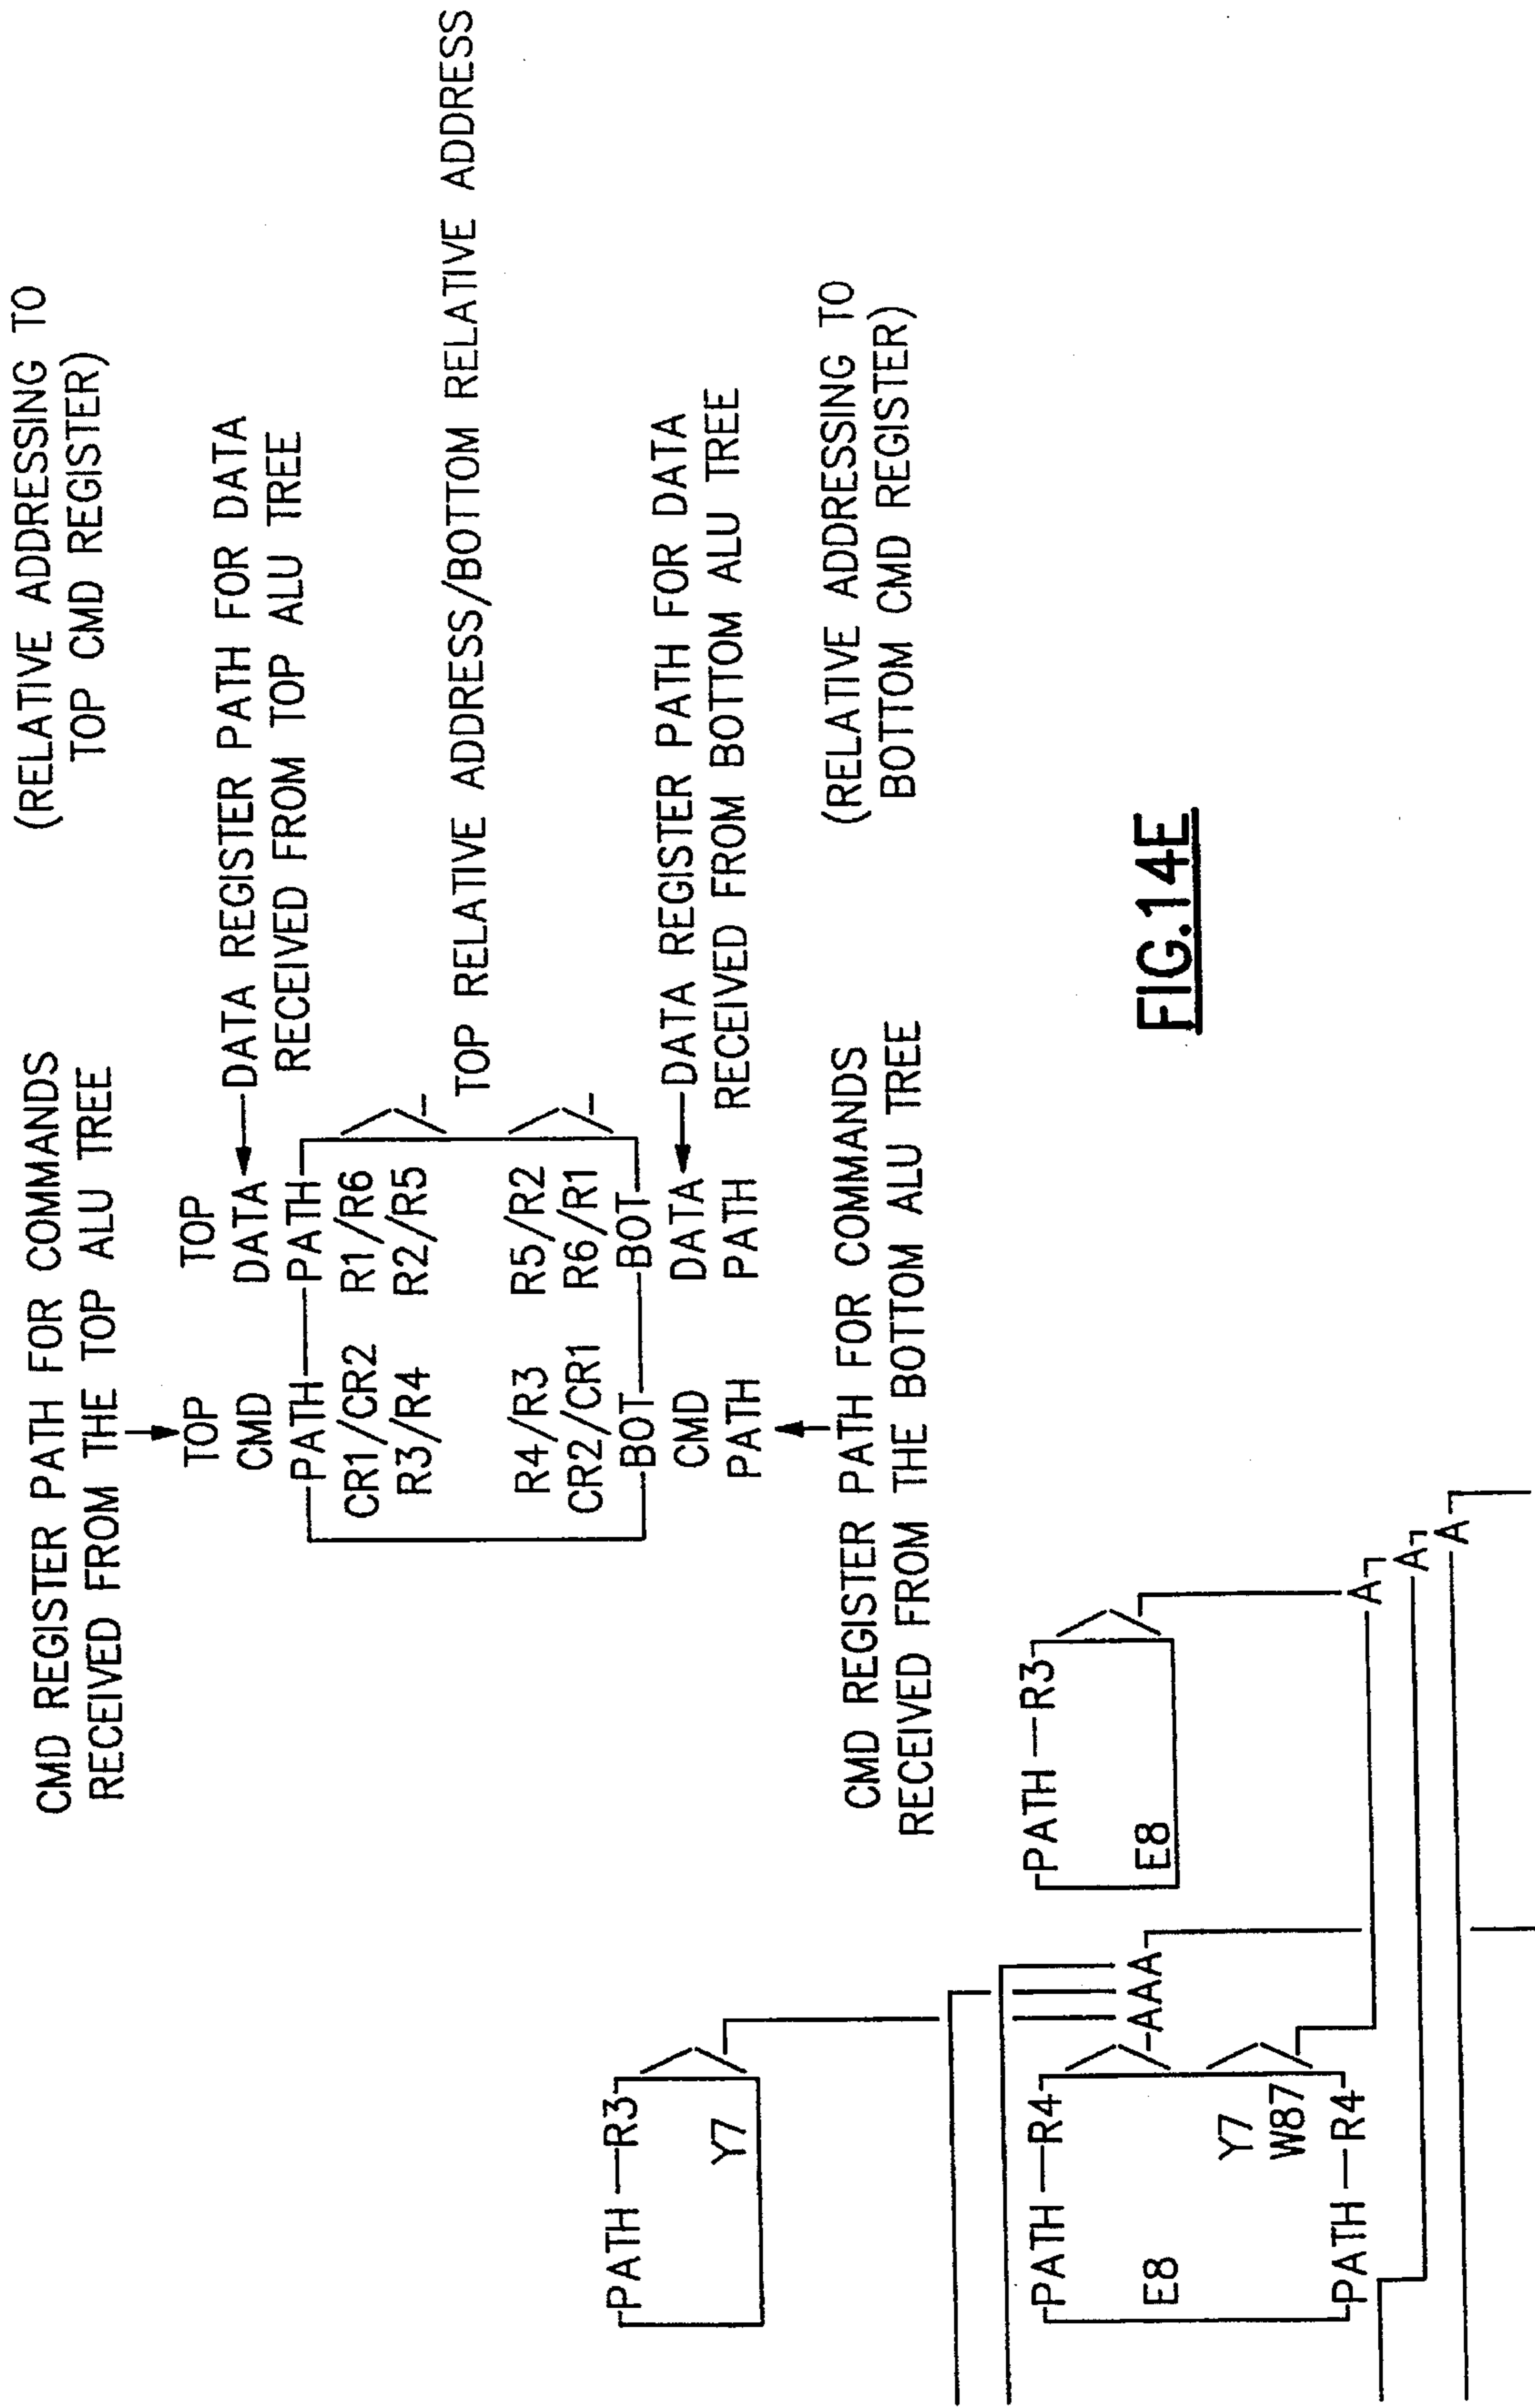 CMD REGISTER PATH FOR COMMANDS
RECEIVED FROM THE TOP ALU TREE
(RELATIVE ADDRESSING TO
TOP CMD REGISTER)
TOP TOP
CMD DATA
DATA REGISTER PATH FOR DATA
RECEIVED FROM TOP ALU TREE
PATH PATH
CR1/CR2 R1/R6
R3/R4 R2/R5
TOP RELATIVE ADDRESS/BOTTOM RELATIVE ADDRESS
R4/R3 R5/R2
CR2/CR1 R6/R1
BOT BOT
CMD DATA
PATH PATH
DATA REGISTER PATH FOR DATA
RECEIVED FROM BOTTOM ALU TREE
CMD REGISTER PATH FOR COMMANDS
RECEIVED FROM THE BOTTOM ALU TREE
(RELATIVE ADDRESSING TO
BOTTOM CMD REGISTER)
PATH R3
Y7
PATH R4
E8
Y7
W87
PATH R4
AAA
PATH R3
E8
A
A
A
FIG.14E